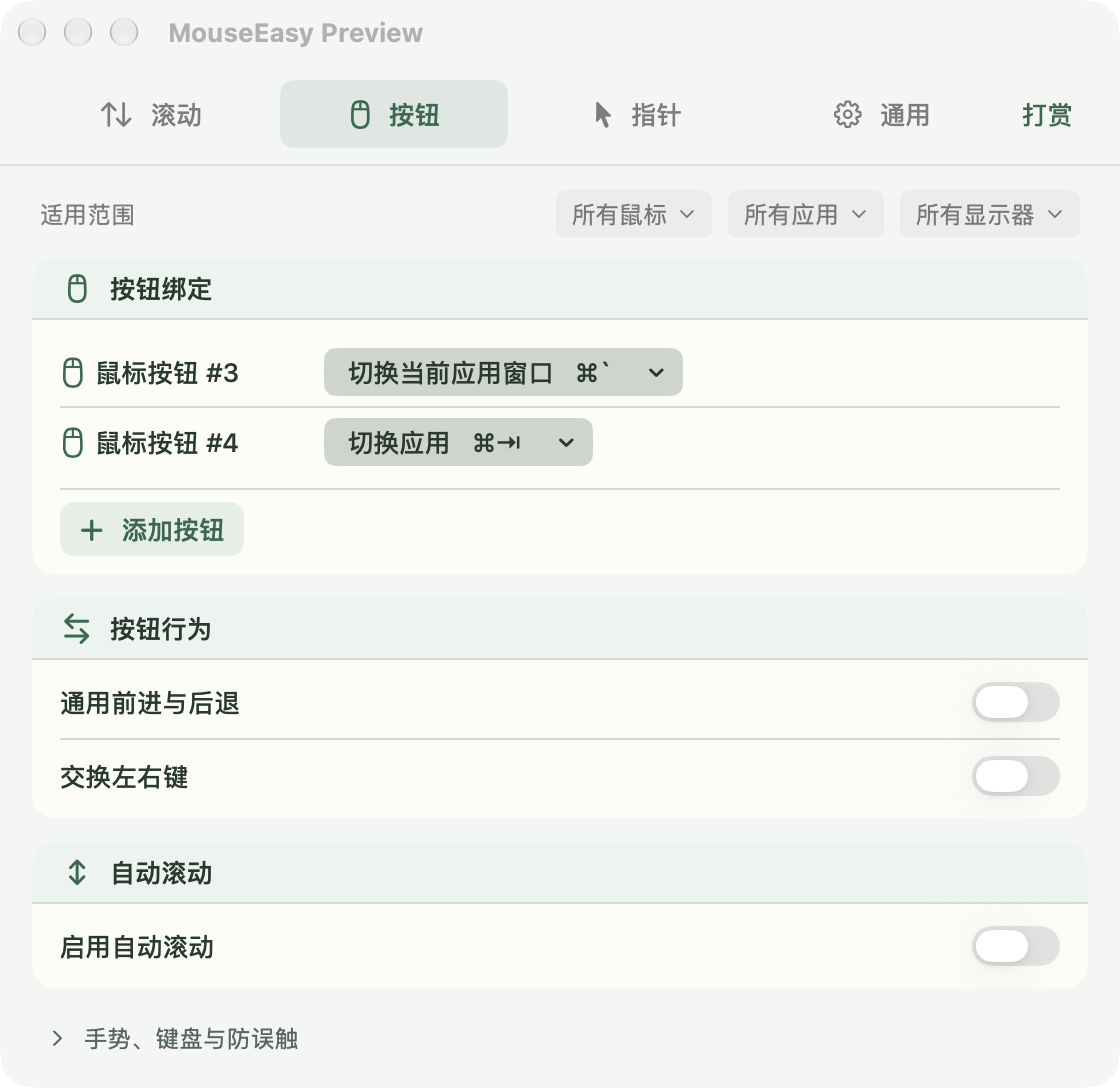 MouseEasy Preview
滚动 按钮 指针 通用 打赏
适用范围 所有鼠标 所有应用 所有显示器
按钮绑定
鼠标按钮 #3 切换当前应用窗口 ⌘`
鼠标按钮 #4 切换应用 ⌘⇥
+ 添加按钮
按钮行为
通用前进与后退
交换左右键
自动滚动
启用自动滚动
手势、键盘与防误触